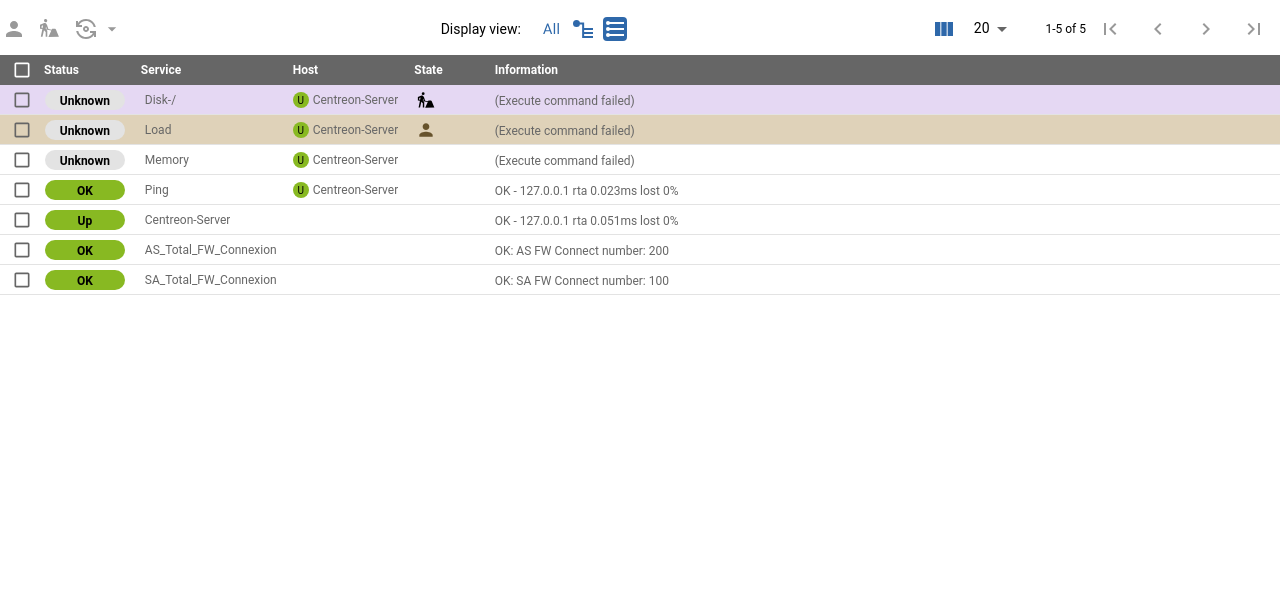 Display view: All 20 1-5 of 5
Status Service Host State Information
Unknown Disk-/ U Centreon-Server (Execute command failed)
Unknown Load U Centreon-Server (Execute command failed)
Unknown Memory U Centreon-Server (Execute command failed)
OK Ping U Centreon-Server OK - 127.0.0.1 rta 0.023ms lost 0%
Up Centreon-Server OK - 127.0.0.1 rta 0.051ms lost 0%
OK AS_Total_FW_Connexion OK: AS FW Connect number: 200
OK SA_Total_FW_Connexion OK: SA FW Connect number: 100